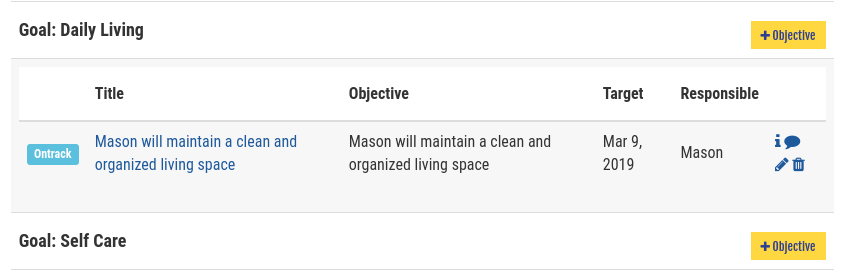 Goal: Daily Living
+ Objective
Title Objective Target Responsible
Ontrack
Mason will maintain a clean and
organized living space
Mason will maintain a clean and
organized living space
Mar 9,
2019
Mason
Goal: Self Care
+ Objective